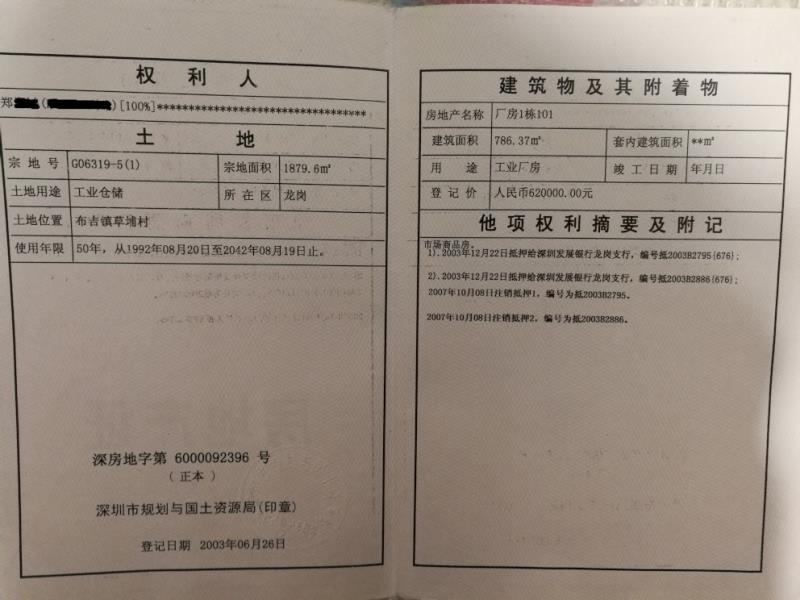 权利人
郑 ( )[100%]**********************************
土地
宗地号 G06319-5(1) 宗地面积 1879.6㎡
土地用途 工业仓储 所在区 龙岗
土地位置 布吉镇草埔村
使用年限 50年，从1992年08月20日至2042年08月19日止。
深房地字第 6000092396 号
(正本)
深圳市规划与国土资源局(印章)
登记日期 2003年06月26日
建筑物及其附着物
房地产名称 厂房1栋101
建筑面积 786.37㎡ 套内建筑面积 **㎡
用途 工业厂房 竣工日期 年月日
登记价 人民币620000.00元
他项权利摘要及附记
市场商品房。
1).2003年12月22日抵押给深圳发展银行龙岗支行，编号抵2003B2795{676};
2).2003年12月22日抵押给深圳发展银行龙岗支行，编号抵2003B2886{676};
2007年10月08日注销抵押1，编号为抵2003B2795。
2007年10月08日注销抵押2，编号为抵2003B2886。